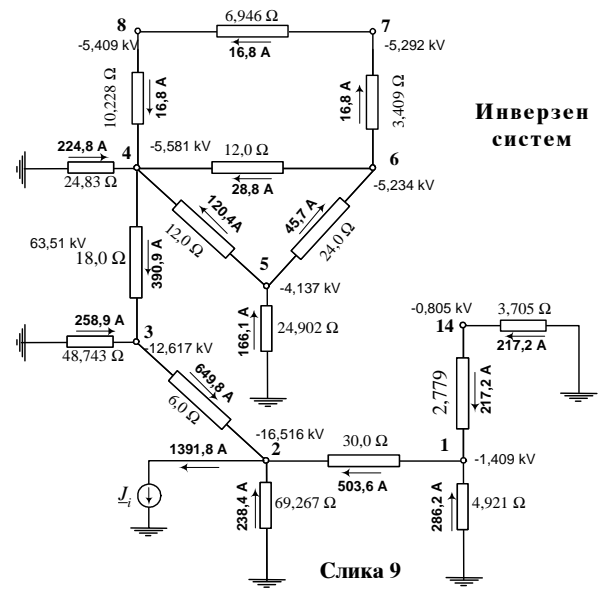 6,946 Ω
8
7
-5,409 kV
16,8 A
-5,292 kV
10,228 Ω
16,8 A
16,8 A
3,409 Ω
Инверзен
систем
224,8 A
4
-5,581 kV
12,0 Ω
6
24,83 Ω
28,8 A
-5,234 kV
120,4A
45,7 A
12,0 Ω
24,0 Ω
63,51 kV
18,0 Ω
390,9 A
5
-4,137 kV
166,1 A
24,902 Ω
-0,805 kV
3,705 Ω
14
217,2 A
258,9 A
3
48,743 Ω
-12,617 kV
649,8 A
6,0 Ω
2,779
217,2 A
-16,516 kV
1391,8 A
2
30,0 Ω
1
-1,409 kV
503,6 A
J i
238,4 A
69,267 Ω
286,2 A
4,921 Ω
Слика 9